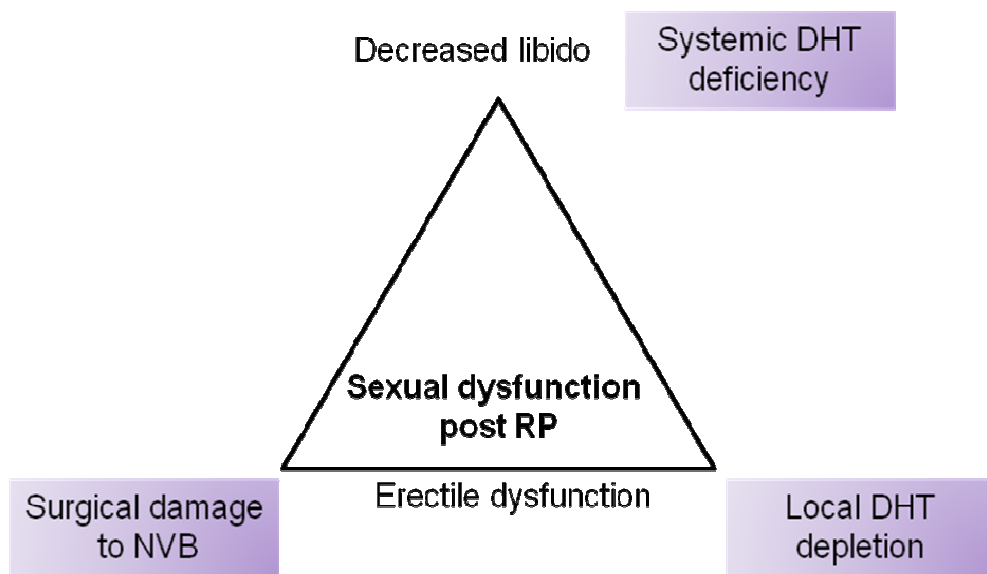 Decreased libido
Systemic DHT
deficiency
Sexual dysfunction
post RP
Surgical damage
to NVB
Erectile dysfunction
Local DHT
depletion